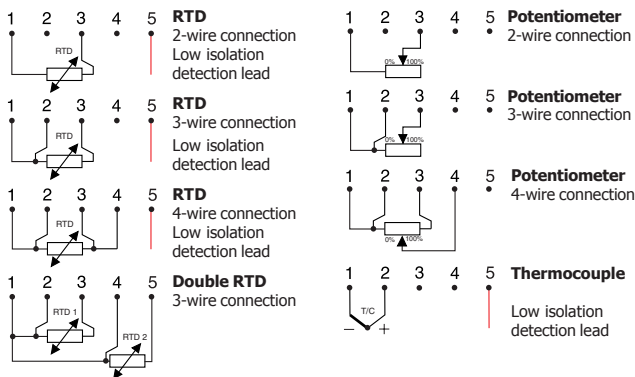 1 2 3 4 5 RTD
2-wire connection
RTD
Low isolation
detection lead
1 2 3 4 5 RTD
3-wire connection
RTD
Low isolation
detection lead
1 2 3 4 5 RTD
4-wire connection
RTD
Low isolation
detection lead
1 2 3 4 5 Double RTD
3-wire connection
RTD 1
RTD 2
1 2 3 4 5 Potentiometer
2-wire connection
0% 100%
1 2 3 4 5 Potentiometer
3-wire connection
0% 100%
1 2 3 4 5 Potentiometer
4-wire connection
0% 100%
1 2 3 4 5 Thermocouple
T/C
– +
Low isolation
detection lead